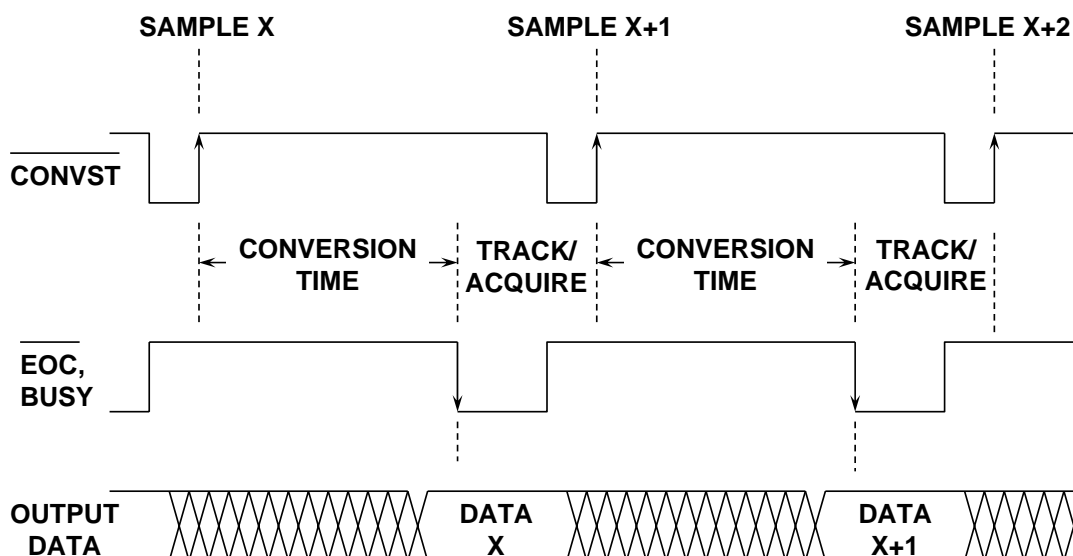 SAMPLE X
SAMPLE X+1
SAMPLE X+2
CONVST
CONVERSION
TIME
TRACK/
ACQUIRE
CONVERSION
TIME
TRACK/
ACQUIRE
EOC,
BUSY
OUTPUT
DATA
DATA
X
DATA
X+1